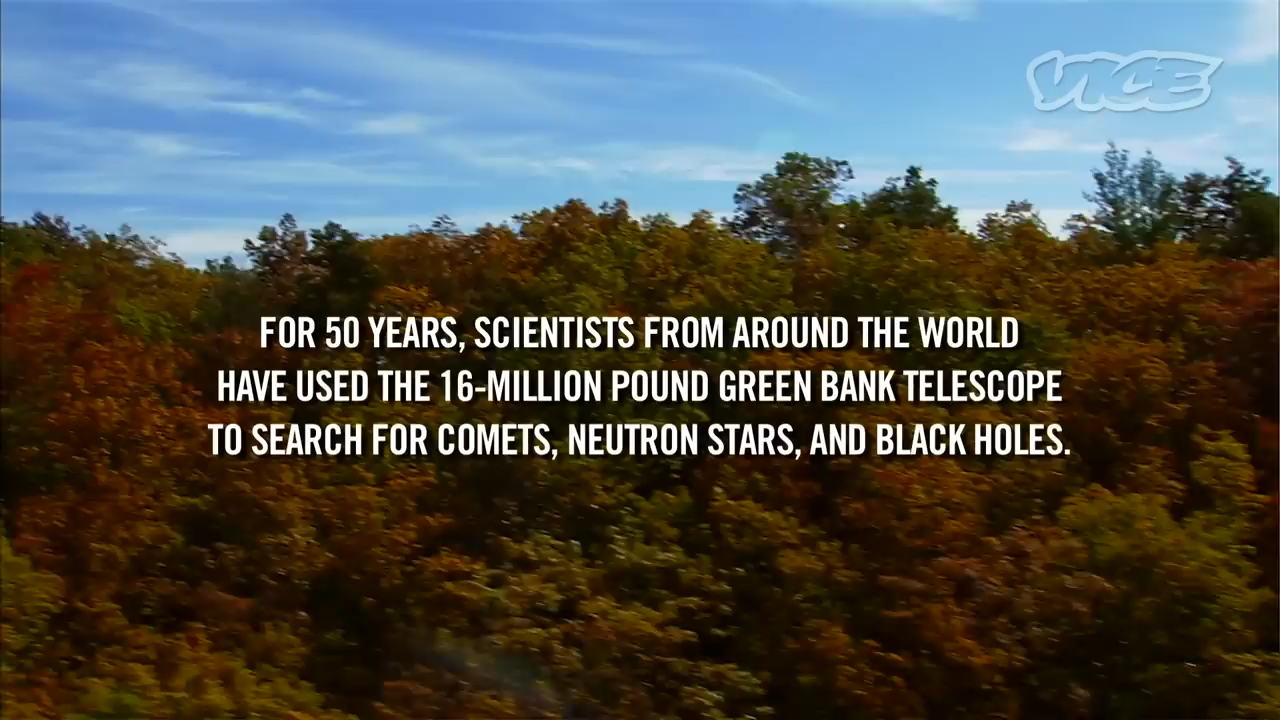 VICE
FOR 50 YEARS, SCIENTISTS FROM AROUND THE WORLD
HAVE USED THE 16-MILLION POUND GREEN BANK TELESCOPE
TO SEARCH FOR COMETS, NEUTRON STARS, AND BLACK HOLES.